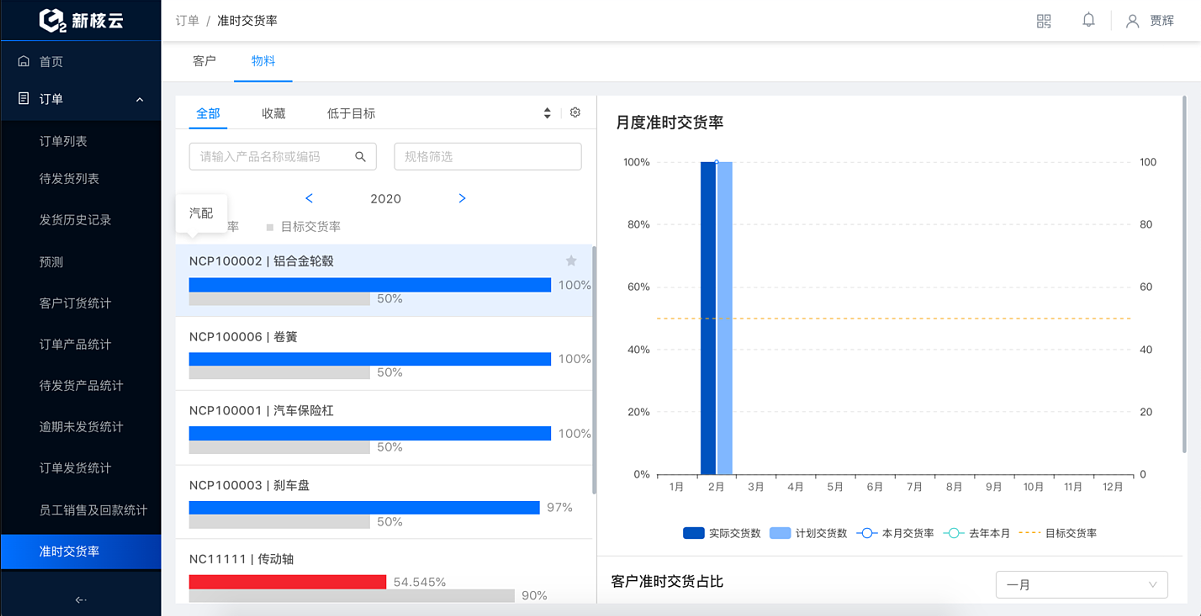 新核云
首页
订单
订单列表
待发货列表
发货历史记录
预测
客户订货统计
订单产品统计
待发货产品统计
逾期未发货统计
订单发货统计
员工销售及回款统计
准时交货率
订单 / 准时交货率
贾辉
客户 物料
全部 收藏 低于目标
请输入产品名称或编码 规格筛选
2020
汽配
率 目标交货率
NCP100002 | 铝合金轮毂
100%
50%
NCP100006 | 卷簧
100%
50%
NCP100001 | 汽车保险杠
100%
50%
NCP100003 | 刹车盘
97%
50%
NC11111 | 传动轴
54.545%
90%
月度准时交货率
100% 100
80% 80
60% 60
40% 40
20% 20
0% 0
1月 2月 3月 4月 5月 6月 7月 8月 9月 10月 11月 12月
实际交货数 计划交货数 本月交货率 去年本月 目标交货率
客户准时交货占比 一月